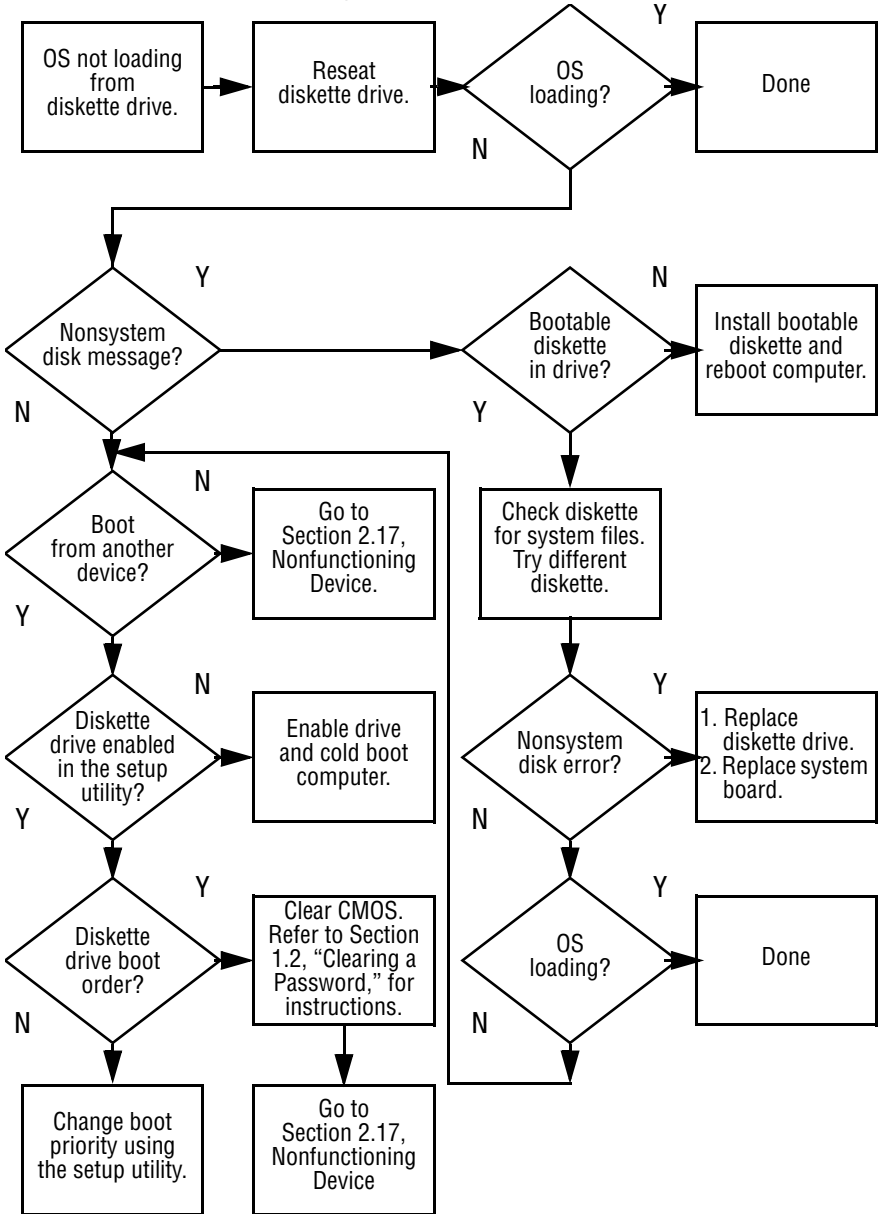 OS not loading
from
diskette drive.
Reseat
diskette drive.
OS
loading?
Y
Done
N
Nonsystem
disk message?
Y
N
Bootable
diskette
in drive?
N
Install bootable
diskette and
reboot computer.
Y
Boot
from another
device?
N
Go to
Section 2.17,
Nonfunctioning
Device.
Y
Check diskette
for system files.
Try different
diskette.
Diskette
drive enabled
in the setup
utility?
N
Enable drive
and cold boot
computer.
Y
Nonsystem
disk error?
Y
1. Replace
diskette drive.
2. Replace system
board.
N
Diskette
drive boot
order?
Y
Clear CMOS.
Refer to Section
1.2, “Clearing a
Password,” for
instructions.
N
OS
loading?
Y
Done
N
Change boot
priority using
the setup utility.
Go to
Section 2.17,
Nonfunctioning
Device